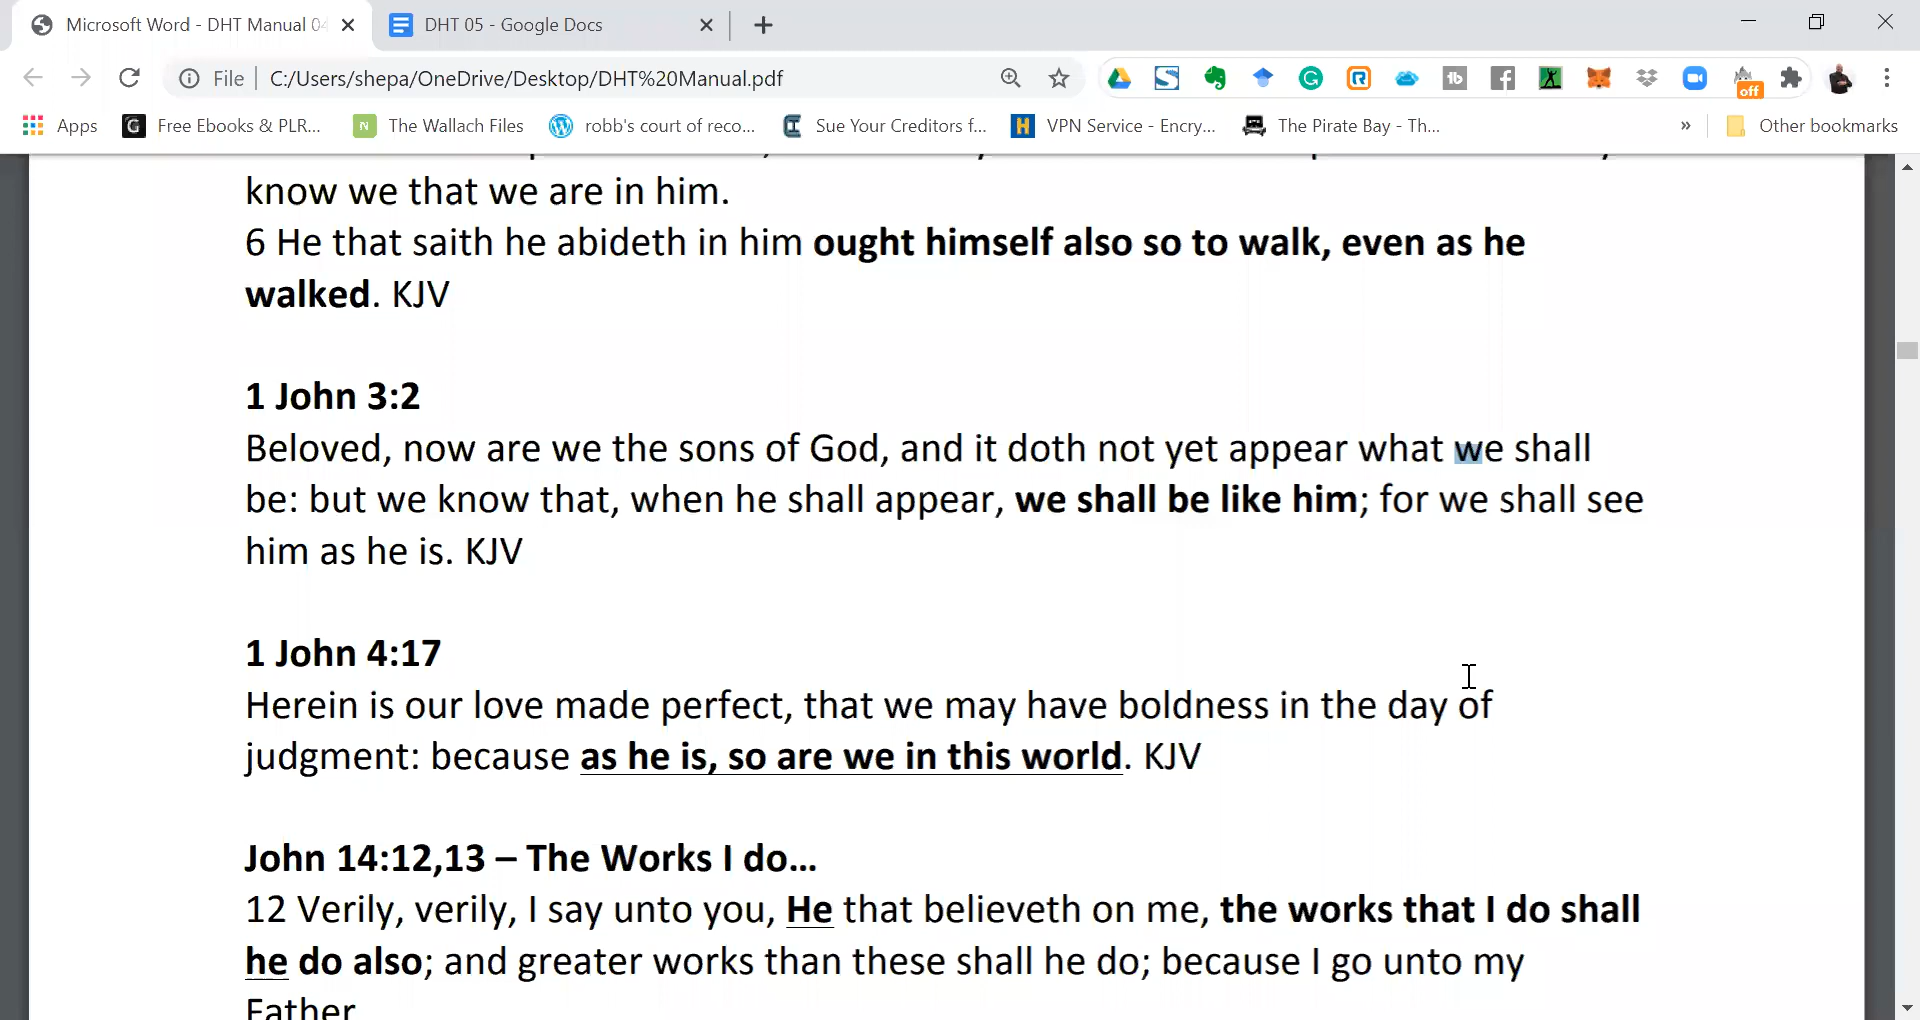 Microsoft Word - DHT Manual 04
DHT 05 - Google Docs
File
C:/Users/shepa/OneDrive/Desktop/DHT%20Manual.pdf
off
Apps
Free Ebooks & PLR...
The Wallach Files
robb's court of reco...
Sue Your Creditors f...
VPN Service - Encry...
The Pirate Bay - Th...
»
Other bookmarks
know we that we are in him.
6 He that saith he abideth in him ought himself also so to walk, even as he
walked. KJV
1 John 3:2
Beloved, now are we the sons of God, and it doth not yet appear what we shall
be: but we know that, when he shall appear, we shall be like him; for we shall see
him as he is. KJV
1 John 4:17
Herein is our love made perfect, that we may have boldness in the day of
judgment: because as he is, so are we in this world. KJV
John 14:12,13 – The Works I do...
12 Verily, verily, I say unto you, He that believeth on me, the works that I do shall
he do also; and greater works than these shall he do; because I go unto my
Father